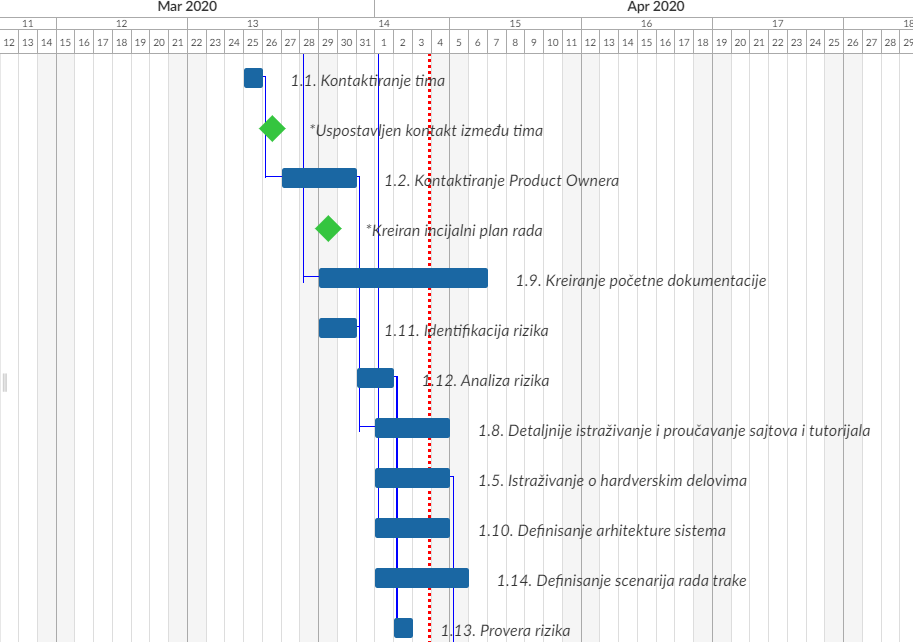 Mar 2020 Apr 2020
11 12 13 14 15 16 17 18
12 13 14 15 16 17 18 19 20 21 22 23 24 25 26 27 28 29 30 31 1 2 3 4 5 6 7 8 9 10 11 12 13 14 15 16 17 18 19 20 21 22 23 24 25 26 27 28 29
1.1. Kontaktiranje tima
*Uspostavljen kontakt između tima
1.2. Kontaktiranje Product Ownera
*Kreiran incijalni plan rada
1.9. Kreiranje početne dokumentacije
1.11. Identifikacija rizika
1.12. Analiza rizika
1.8. Detaljnije istraživanje i proučavanje sajtova i tutorijala
1.5. Istraživanje o hardverskim delovima
1.10. Definisanje arhitekture sistema
1.14. Definisanje scenarija rada trake
1.13. Provera rizika